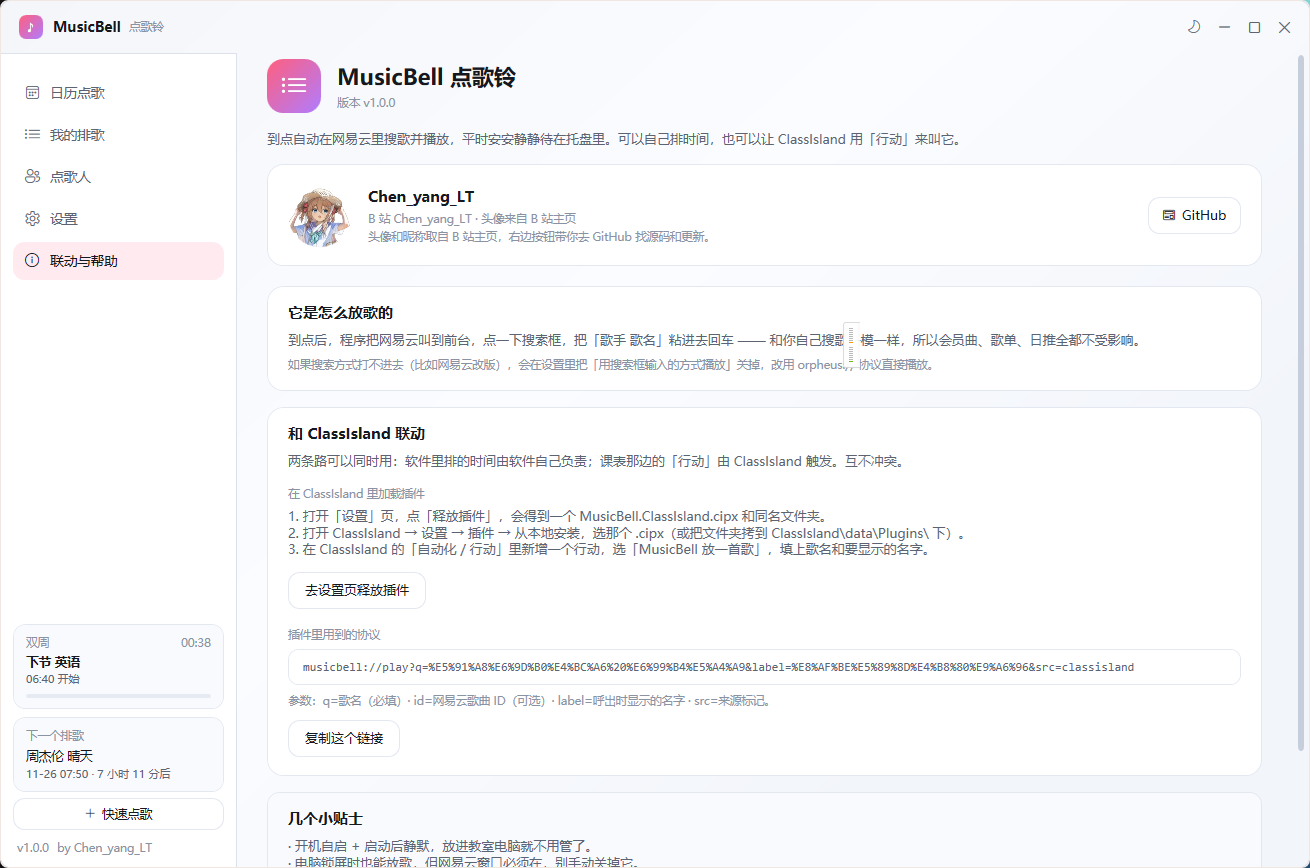 MusicBell 点歌铃
日历点歌
我的排歌
点歌人
设置
联动与帮助
双周 00:38
下节 英语
06:40 开始
下一个排歌
周杰伦 晴天
11-26 07:50 · 7 小时 11 分后
+ 快速点歌
v1.0.0 by Chen_yang_LT
MusicBell 点歌铃
版本 v1.0.0
到点自动在网易云里搜歌并播放，平时安安静静待在托盘里。可以自己排时间，也可以让 ClassIsland 用「行动」来叫它。
Chen_yang_LT
B 站 Chen_yang_LT · 头像来自 B 站主页
头像和昵称取自 B 站主页，右边按钮带你去 GitHub 找源码和更新。
GitHub
它是怎么放歌的
到点后，程序把网易云叫到前台，点一下搜索框，把「歌手 歌名」粘进去回车 —— 和你自己搜歌 模一样，所以会员曲、歌单、日推全都不受影响。
如果搜索方式打不进去（比如网易云改版），会在设置里把「用搜索框输入的方式播放」关掉，改用 orpheus:// 协议直接播放。
和 ClassIsland 联动
两条路可以同时用：软件里排的时间由软件自己负责；课表那边的「行动」由 ClassIsland 触发。互不冲突。
在 ClassIsland 里加载插件
1. 打开「设置」页，点「释放插件」，会得到一个 MusicBell.ClassIsland.cipx 和同名文件夹。
2. 打开 ClassIsland → 设置 → 插件 → 从本地安装，选那个 .cipx（或把文件夹拷到 ClassIsland\data\Plugins\ 下）。
3. 在 ClassIsland 的「自动化 / 行动」里新增一个行动，选「MusicBell 放一首歌」，填上歌名和要显示的名字。
去设置页释放插件
插件里用到的协议
musicbell://play?q=%E5%91%A8%E6%9D%B0%E4%BC%A6%20%E6%99%B4%E5%A4%A9&label=%E8%AF%BE%E5%89%8D%E4%B8%80%E9%A6%96&src=classisland
参数：q=歌名（必填）· id=网易云歌曲 ID（可选）· label=呼出时显示的名字 · src=来源标记。
复制这个链接
几个小贴士
· 开机自启 + 启动后静默，放进教室电脑就不用管了。
· 电脑锁屏时也能放歌，但网易云窗口必须在，别手动关掉它。